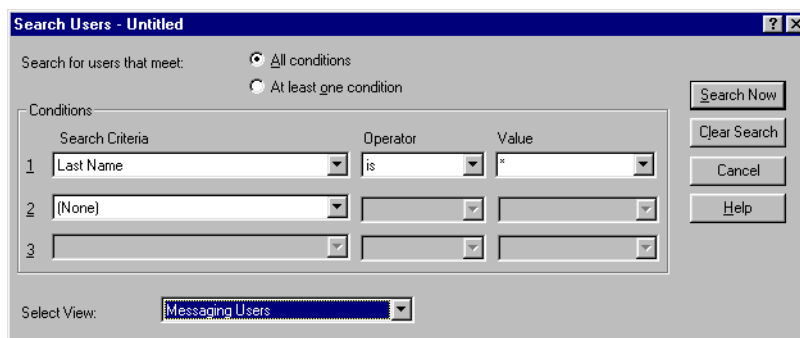 Search Users - Untitled
Search for users that meet:
All conditions
At least one condition
Search Now
Conditions
Clear Search
Search Criteria Operator Value
1 Last Name is *
Cancel
2 (None)
Help
3
Select View: Messaging Users